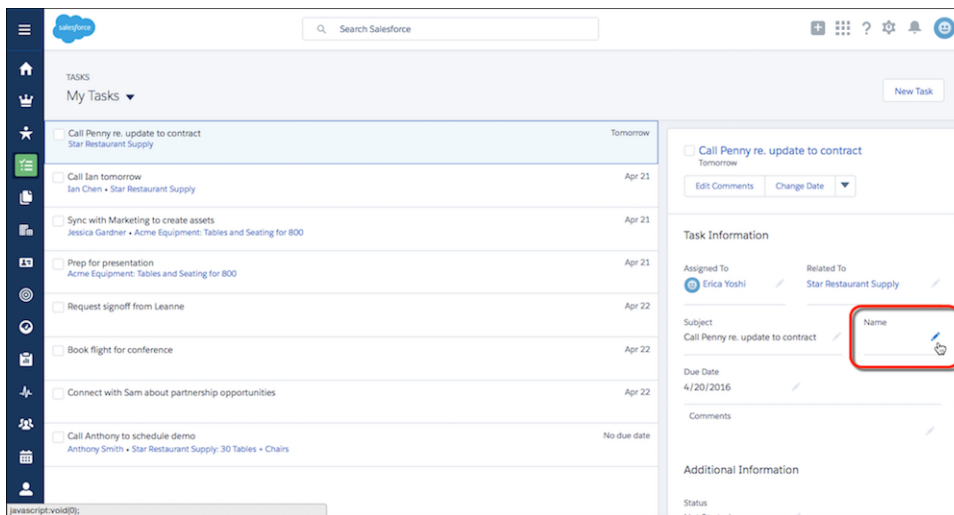 salesforce
Search Salesforce
TASKS
My Tasks
New Task
Call Penny re. update to contract
Tomorrow
Star Restaurant Supply
Call Ian tomorrow
Apr 21
Ian Chen • Star Restaurant Supply
Sync with Marketing to create assets
Apr 21
Jessica Gardner • Acme Equipment: Tables and Seating for 800
Prep for presentation
Apr 21
Acme Equipment: Tables and Seating for 800
Request signoff from Leanne
Apr 22
Book flight for conference
Apr 22
Connect with Sam about partnership opportunities
Apr 22
Call Anthony to schedule demo
No due date
Anthony Smith • Star Restaurant Supply: 30 Tables + Chairs
Call Penny re. update to contract
Tomorrow
Edit Comments
Change Date
Task Information
Assigned To
Related To
Erica Yoshi
Star Restaurant Supply
Subject
Name
Call Penny re. update to contract
Due Date
4/20/2016
Comments
Additional Information
Status
javascript:void(0);